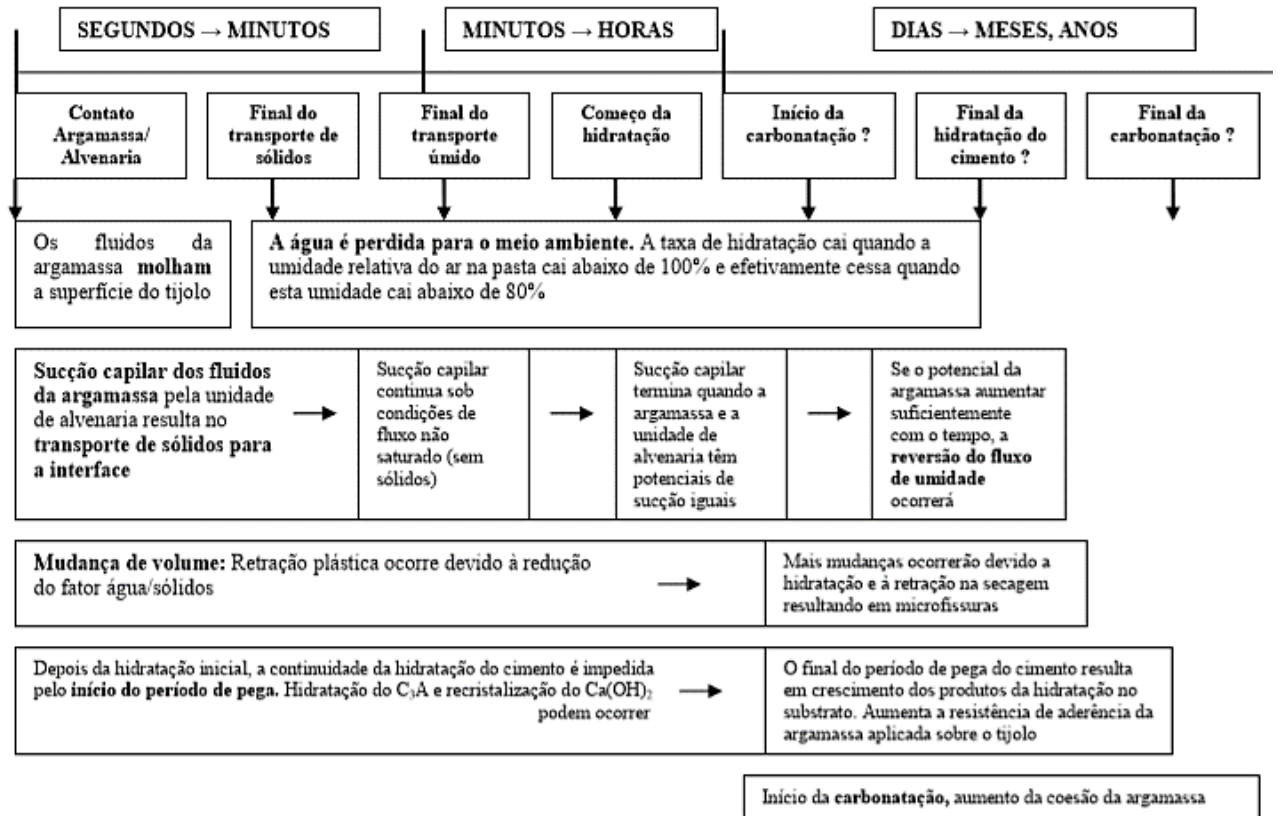 SEGUNDOS → MINUTOS
MINUTOS → HORAS
DIAS → MESES, ANOS
Contato
Argamassa/
Alvenaria
Final do
transporte de
sólidos
Final do
transporte
úmido
Começo da
hidratação
Início da
carbonatação ?
Final da
hidratação do
cimento ?
Final da
carbonatação ?
Os fluidos da
argamassa molham
a superfície do tijolo
A água é perdida para o meio ambiente. A taxa de hidratação cai quando a
umidade relativa do ar na pasta cai abaixo de 100% e efetivamente cessa quando
esta umidade cai abaixo de 80%
Sucção capilar dos fluidos
da argamassa pela unidade
de alvenaria resulta no
transporte de sólidos para
a interface
Sucção capilar
continua sob
condições de
fluxo não
saturado (sem
sólidos)
Sucção capilar
termina quando a
argamassa e a
unidade de
alvenaria têm
potenciais de
sucção iguais
Se o potencial da
argamassa aumentar
suficientemente
com o tempo, a
reversão do fluxo
de umidade
ocorrerá
Mudança de volume: Retração plástica ocorre devido à redução
do fator água/sólidos
Mais mudanças ocorrerão devido a
hidratação e à retração na secagem
resultando em microfissuras
Depois da hidratação inicial, a continuidade da hidratação do cimento é impedida
pelo início do período de pega. Hidratação do C₃A e recristalização do Ca(OH)₂
podem ocorrer
O final do período de pega do cimento resulta
em crescimento dos produtos da hidratação no
substrato. Aumenta a resistência de aderência da
argamassa aplicada sobre o tijolo
Início da carbonatação, aumento da coesão da argamassa